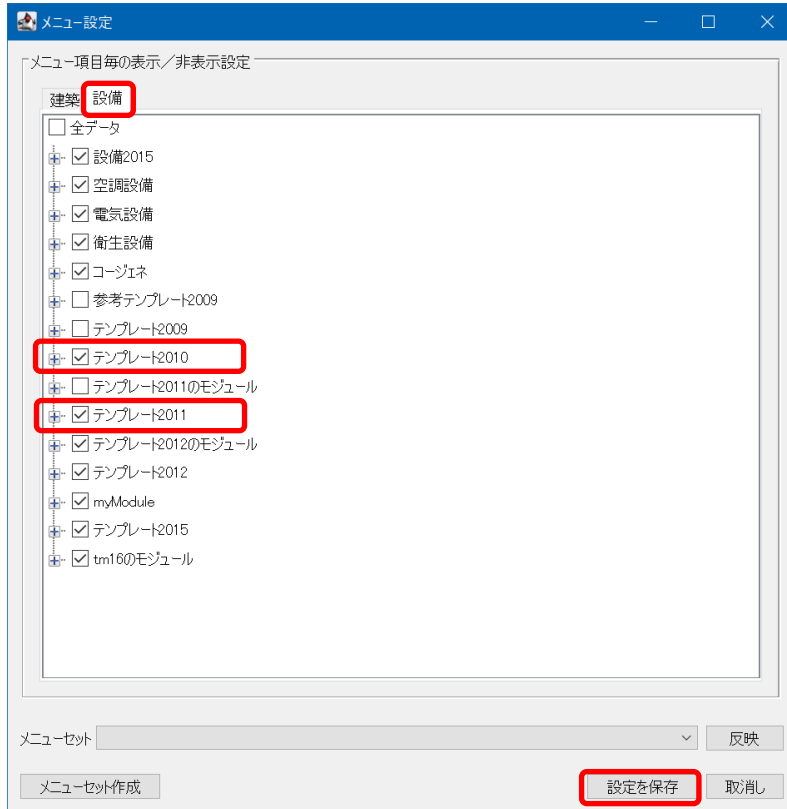 メニュー設定
メニュー項目毎の表示／非表示設定
建築 設備
全データ
設備2015
空調設備
電気設備
衛生設備
コージェネ
参考テンプレート2009
テンプレート2009
テンプレート2010
テンプレート2011のモジュール
テンプレート2011
テンプレート2012のモジュール
テンプレート2012
myModule
テンプレート2015
tm16のモジュール
メニューセット 反映
メニューセット作成 設定を保存 取消し